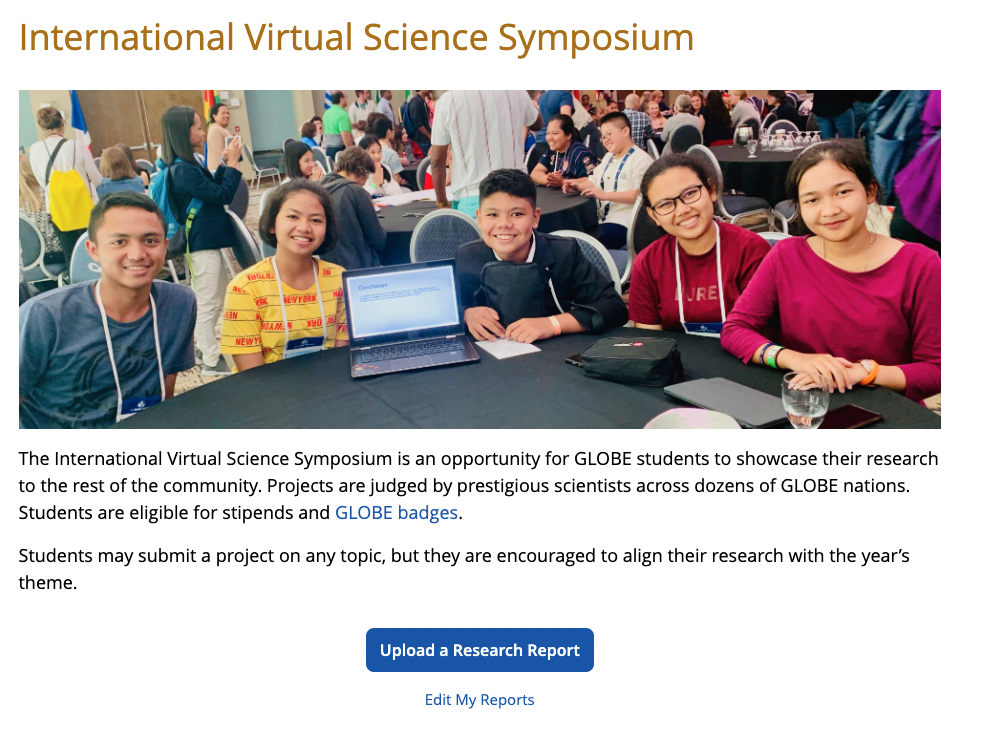 International Virtual Science Symposium
Conclusion
NEW YORK
The International Virtual Science Symposium is an opportunity for GLOBE students to showcase their research
to the rest of the community. Projects are judged by prestigious scientists across dozens of GLOBE nations.
Students are eligible for stipends and GLOBE badges.
Students may submit a project on any topic, but they are encouraged to align their research with the year’s
theme.
Upload a Research Report
Edit My Reports